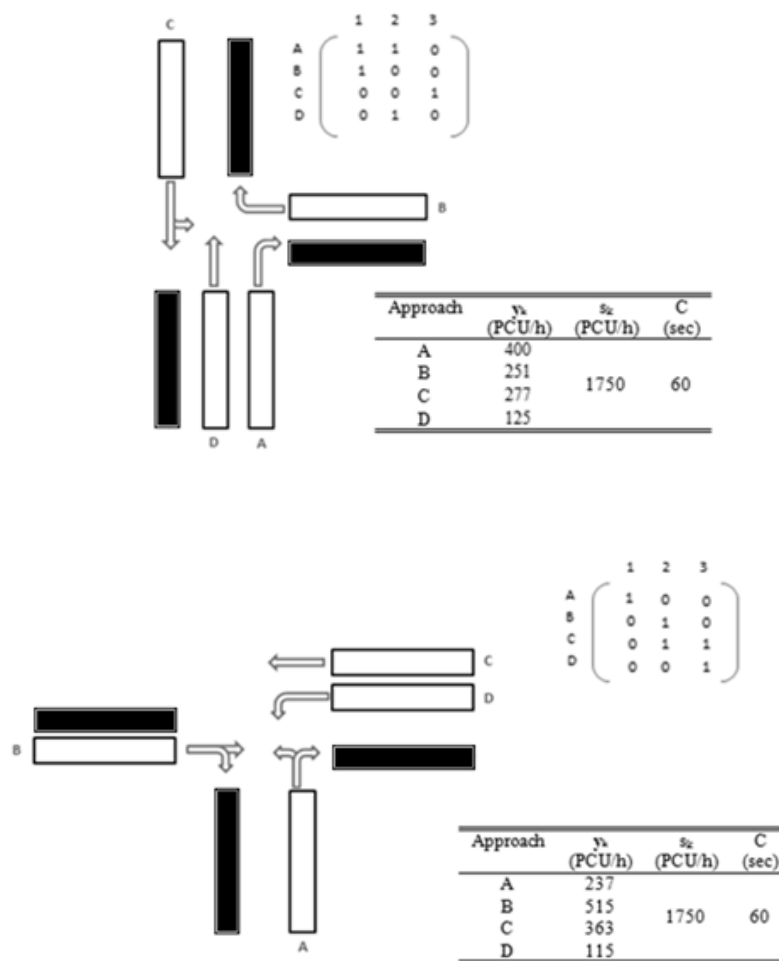 C
1 2 3
A 1 1 0
B 1 0 0
C 0 0 1
D 0 1 0
B
Approach yₖ sₖ C
(PCU/h) (PCU/h) (sec)
A 400
B 251
1750 60
C 277
D 125
D A
1 2 3
A 1 0 0
B 0 1 0
C 0 1 1
D 0 0 1
C
D
B
Approach yₖ sₖ C
(PCU/h) (PCU/h) (sec)
A 237
B 515
1750 60
C 363
D 115
A